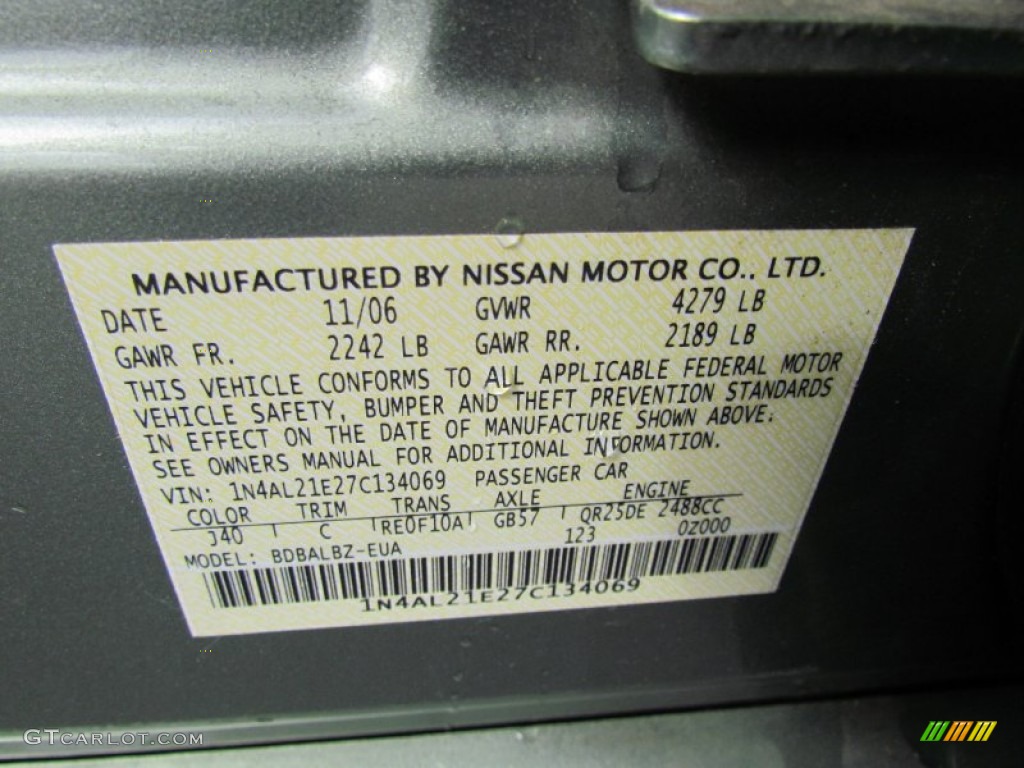 MANUFACTURED BY NISSAN MOTOR CO., LTD.
DATE 11/06 GVWR 4279 LB
GAWR FR. 2242 LB GAWR RR. 2189 LB
THIS VEHICLE CONFORMS TO ALL APPLICABLE FEDERAL MOTOR
VEHICLE SAFETY, BUMPER AND THEFT PREVENTION STANDARDS
IN EFFECT ON THE DATE OF MANUFACTURE SHOWN ABOVE.
SEE OWNERS MANUAL FOR ADDITIONAL INFORMATION.
VIN: 1N4AL21E27C134069 PASSENGER CAR
COLOR TRIM TRANS AXLE ENGINE
J40 C RE0F10A GB57 QR25DE 2488CC
MODEL: BDBALBZ-EUA 123 0Z000
1N4AL21E27C134069
GTCARLOT.COM